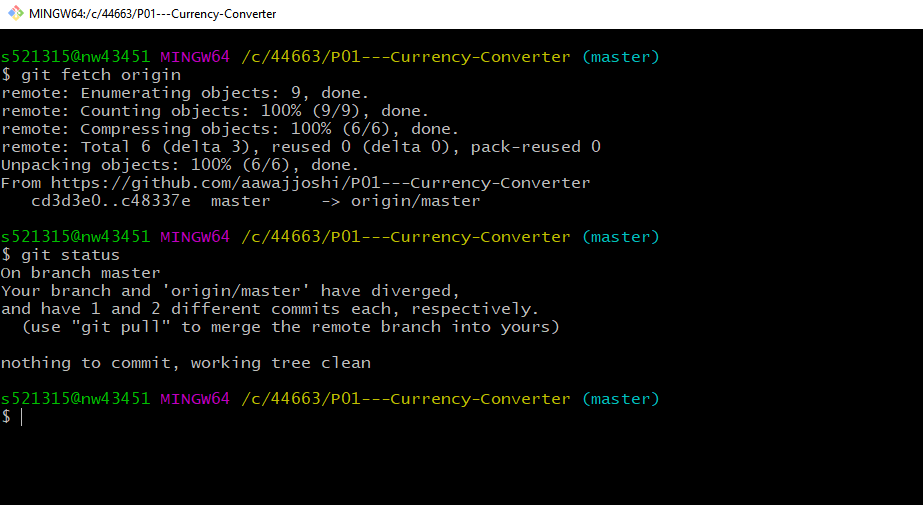 MINGW64:/c/44663/P01---Currency-Converter
s521315@nw43451 MINGW64 /c/44663/P01---Currency-Converter (master)
$ git fetch origin
remote: Enumerating objects: 9, done.
remote: Counting objects: 100% (9/9), done.
remote: Compressing objects: 100% (6/6), done.
remote: Total 6 (delta 3), reused 0 (delta 0), pack-reused 0
Unpacking objects: 100% (6/6), done.
From https://github.com/aawajjoshi/P01---Currency-Converter
   cd3d3e0..c48337e  master     -> origin/master
s521315@nw43451 MINGW64 /c/44663/P01---Currency-Converter (master)
$ git status
On branch master
Your branch and 'origin/master' have diverged,
and have 1 and 2 different commits each, respectively.
  (use "git pull" to merge the remote branch into yours)
nothing to commit, working tree clean
s521315@nw43451 MINGW64 /c/44663/P01---Currency-Converter (master)
$